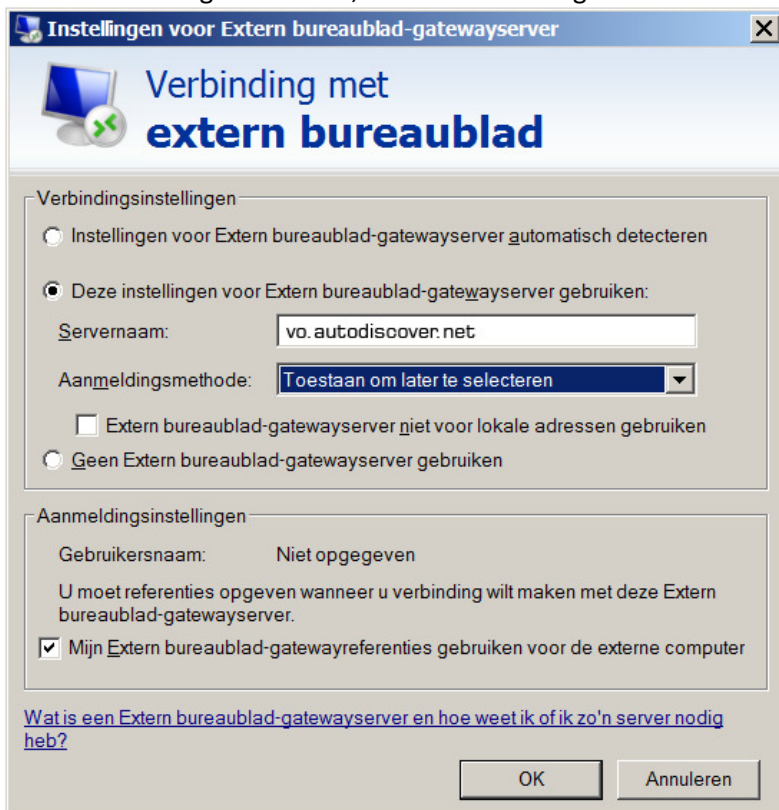 Instellingen voor Extern bureaublad-gatewayserver
Verbinding met
extern bureaublad
Verbindingsinstellingen
Instellingen voor Extern bureaublad-gatewayserver automatisch detecteren
Deze instellingen voor Extern bureaublad-gatewayserver gebruiken:
Servernaam: vo.autodiscover.net
Aanmeldingsmethode: Toestaan om later te selecteren
Extern bureaublad-gatewayserver niet voor lokale adressen gebruiken
Geen Extern bureaublad-gatewayserver gebruiken
Aanmeldingsinstellingen
Gebruikersnaam: Niet opgegeven
U moet referenties opgeven wanneer u verbinding wilt maken met deze Extern
bureaublad-gatewayserver.
Mijn Extern bureaublad-gatewayreferenties gebruiken voor de externe computer
Wat is een Extern bureaublad-gatewayserver en hoe weet ik of ik zo'n server nodig
heb?
OK Annuleren